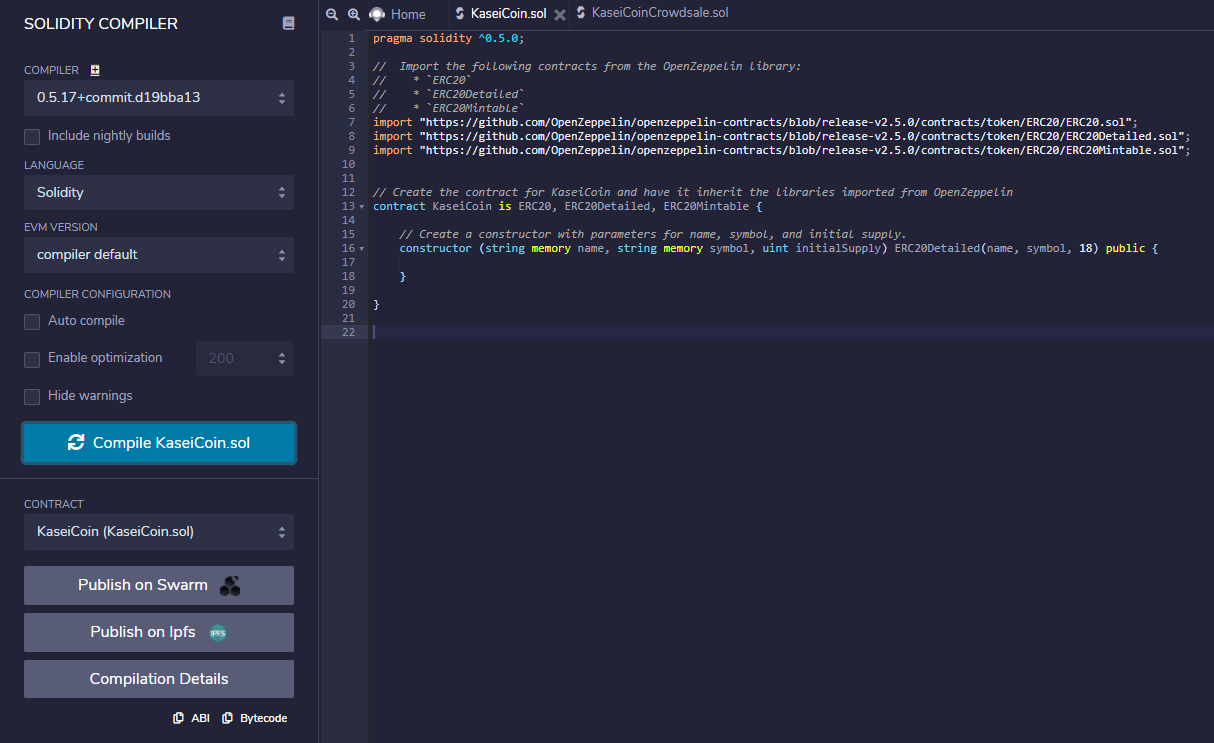 SOLIDITY COMPILER
COMPILER
0.5.17+commit.d19bba13
Include nightly builds
LANGUAGE
Solidity
EVM VERSION
compiler default
COMPILER CONFIGURATION
Auto compile
Enable optimization 200
Hide warnings
Compile KaseiCoin.sol
CONTRACT
KaseiCoin (KaseiCoin.sol)
Publish on Swarm
Publish on Ipfs IPFS
Compilation Details
ABI Bytecode
Home KaseiCoin.sol KaseiCoinCrowdsale.sol
1 pragma solidity ^0.5.0;
2
3 //  Import the following contracts from the OpenZeppelin library:
4 //    * `ERC20`
5 //    * `ERC20Detailed`
6 //    * `ERC20Mintable`
7 import "https://github.com/OpenZeppelin/openzeppelin-contracts/blob/release-v2.5.0/contracts/token/ERC20/ERC20.sol";
8 import "https://github.com/OpenZeppelin/openzeppelin-contracts/blob/release-v2.5.0/contracts/token/ERC20/ERC20Detailed.sol";
9 import "https://github.com/OpenZeppelin/openzeppelin-contracts/blob/release-v2.5.0/contracts/token/ERC20/ERC20Mintable.sol";
10
11
12 // Create the contract for KaseiCoin and have it inherit the libraries imported from OpenZeppelin
13 contract KaseiCoin is ERC20, ERC20Detailed, ERC20Mintable {
14
15     // Create a constructor with parameters for name, symbol, and initial supply.
16     constructor (string memory name, string memory symbol, uint initialSupply) ERC20Detailed(name, symbol, 18) public {
17
18     }
19
20 }
21
22